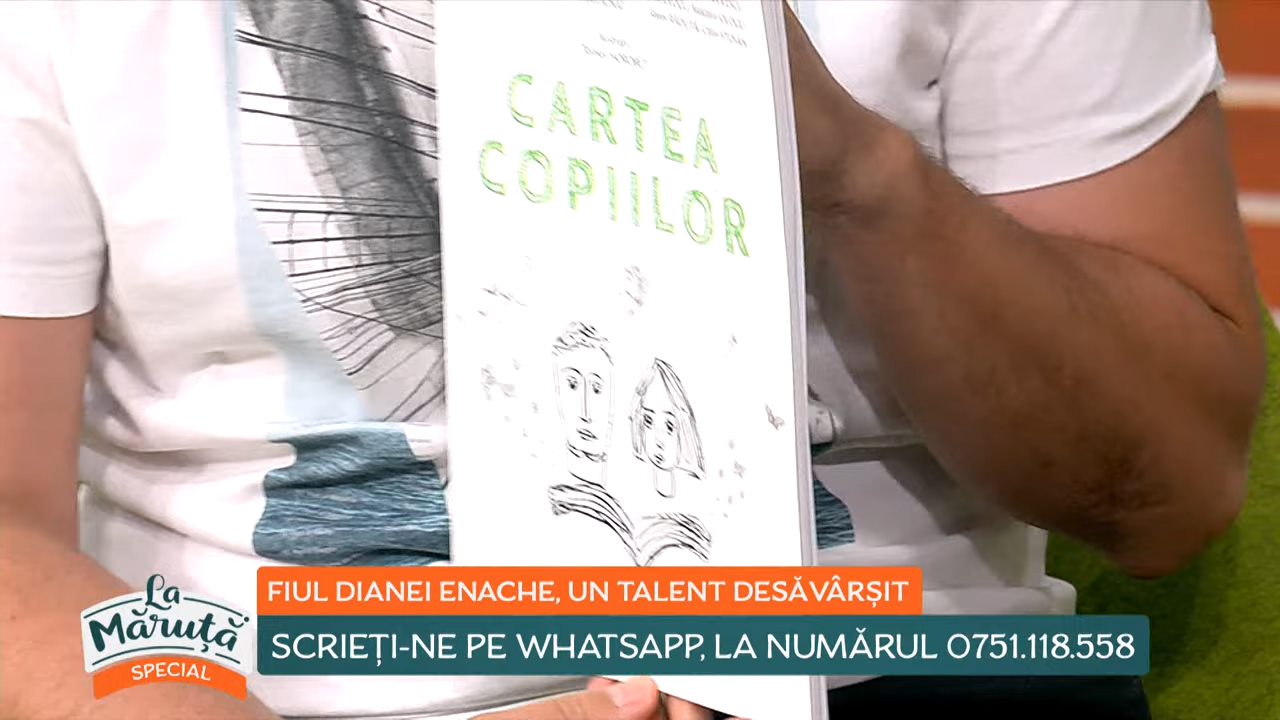 CARTEA
COPIILOR
FIUL DIANEI ENACHE, UN TALENT DESĂVÂRȘIT
SCRIEȚI-NE PE WHATSAPP, LA NUMĂRUL 0751.118.558
La
Măruță
SPECIAL